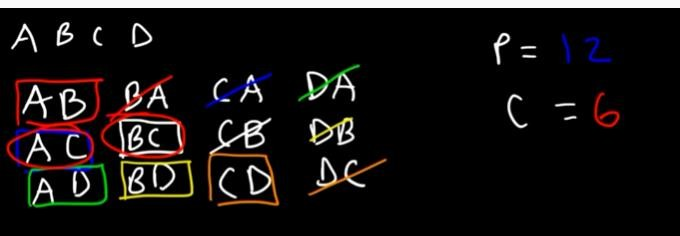 A B C D
P = 12
AB BA CA DA
C = 6
AC BC CB DB
AD BD CD DC